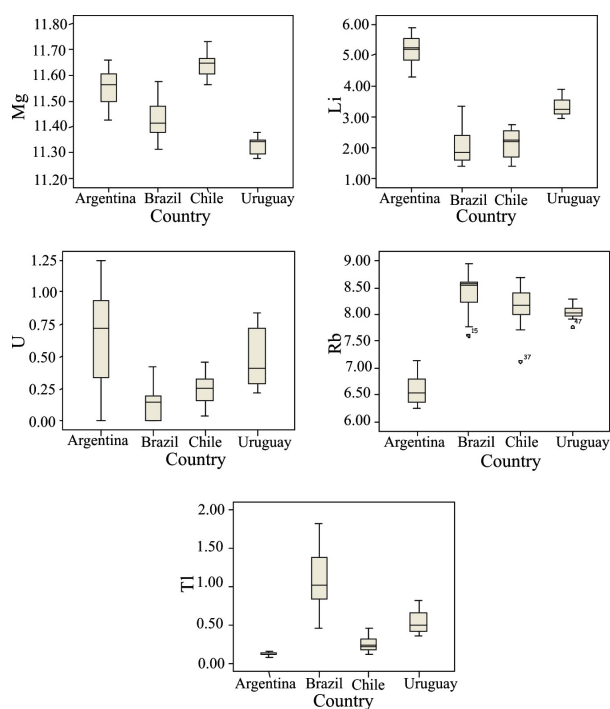 Mg
11.80
11.70
11.60
11.50
11.40
11.30
11.20
Argentina Brazil Chile Uruguay
Country
Li
6.00
5.00
4.00
3.00
2.00
1.00
Argentina Brazil Chile Uruguay
Country
U
1.25
1.00
0.75
0.50
0.25
0.00
Argentina Brazil Chile Uruguay
Country
Rb
9.00
8.50
8.00
7.50
7.00
6.50
6.00
15
37
47
Argentina Brazil Chile Uruguay
Country
T1
2.00
1.50
1.00
0.50
0.00
Argentina Brazil Chile Uruguay
Country